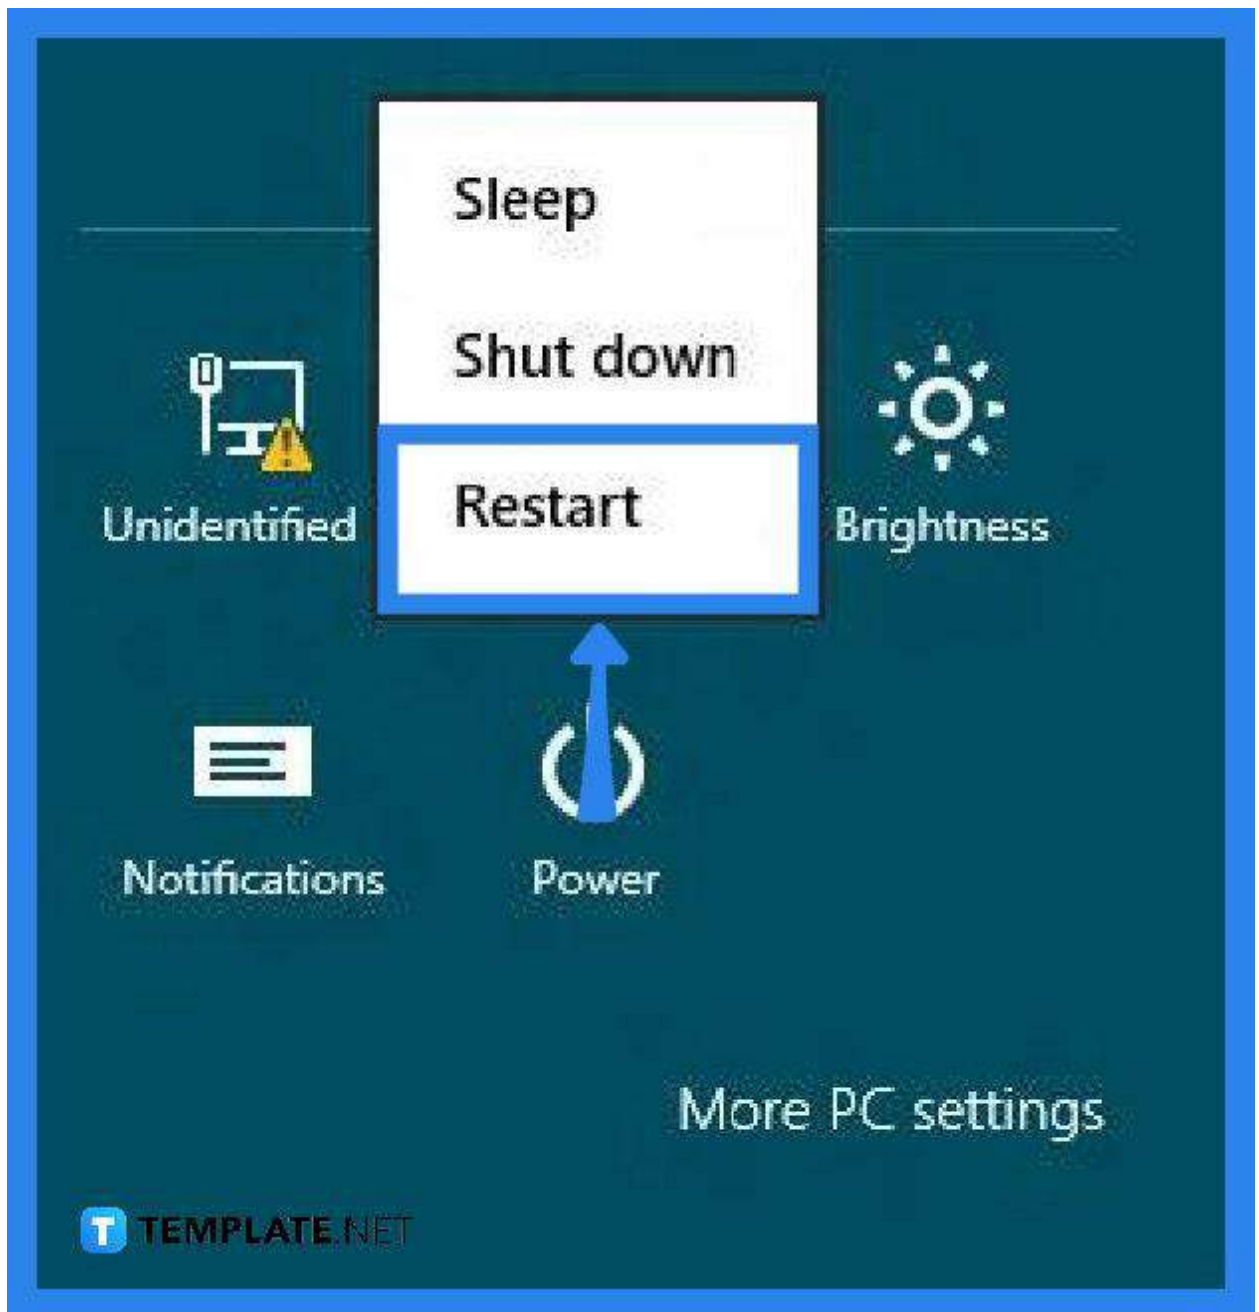 Sleep
Shut down
Restart
Unidentified
Brightness
Notifications
Power
More PC settings
T TEMPLATE.NET